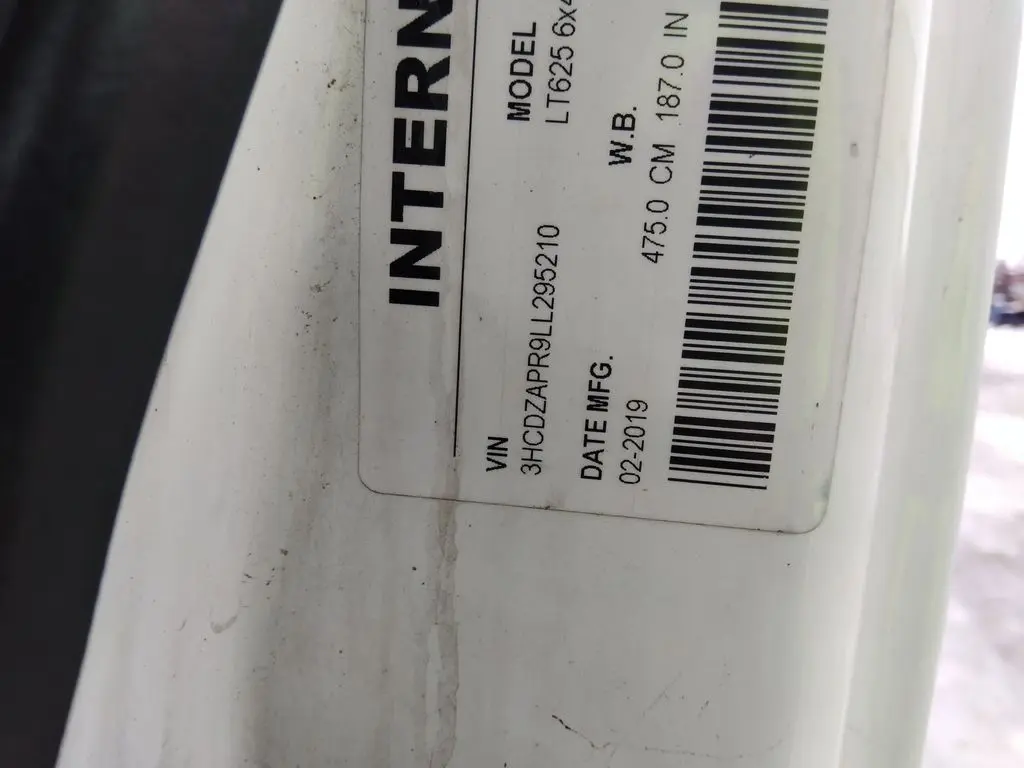 INTERN
VIN
3HCDZAPR9LL295210
MODEL
LT625 6x4
DATE MFG.
02-2019
W.B.
475.0 CM 187.0 IN